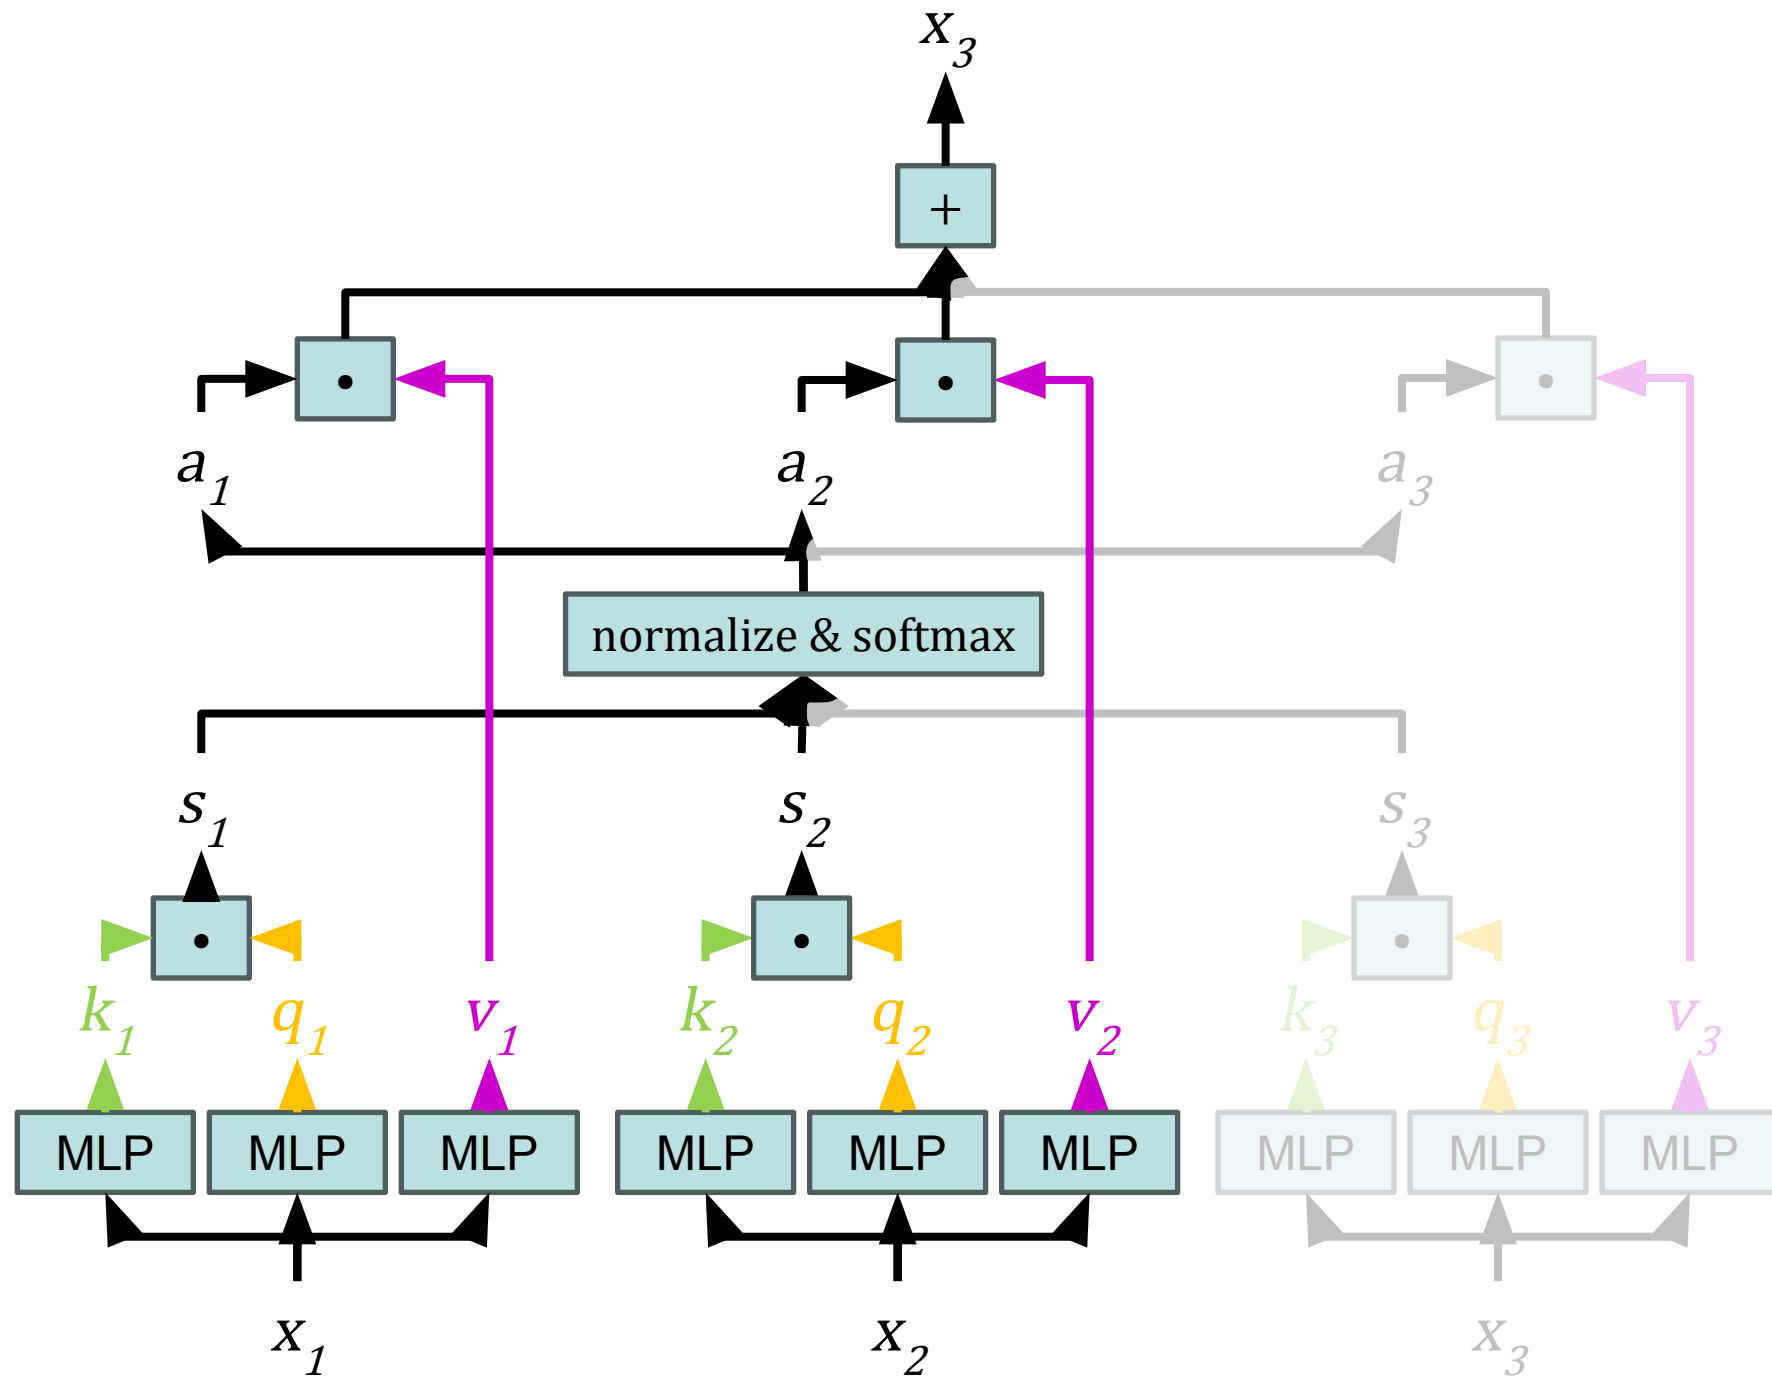 x3
+
• • •
a1 a2 a3
normalize & softmax
s1 s2 s3
• • •
k1 q1 v1 k2 q2 v2 k3 q3 v3
MLP MLP MLP MLP MLP MLP MLP MLP MLP
x1 x2 x3